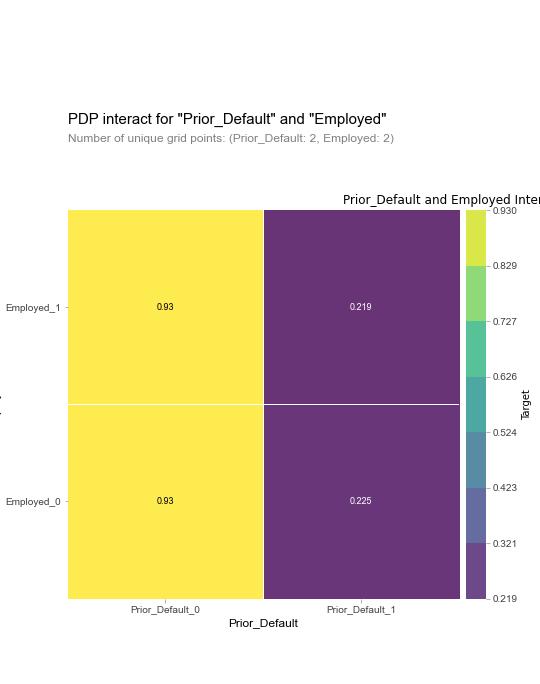 PDP interact for "Prior_Default" and "Employed"
Number of unique grid points: (Prior_Default: 2, Employed: 2)
Prior_Default and Employed Inter
0.930
0.829
0.727
0.626
0.524
0.423
0.321
0.219
Target
Employed_1
0.93
0.219
Employed_0
0.93
0.225
Prior_Default_0
Prior_Default_1
Prior_Default